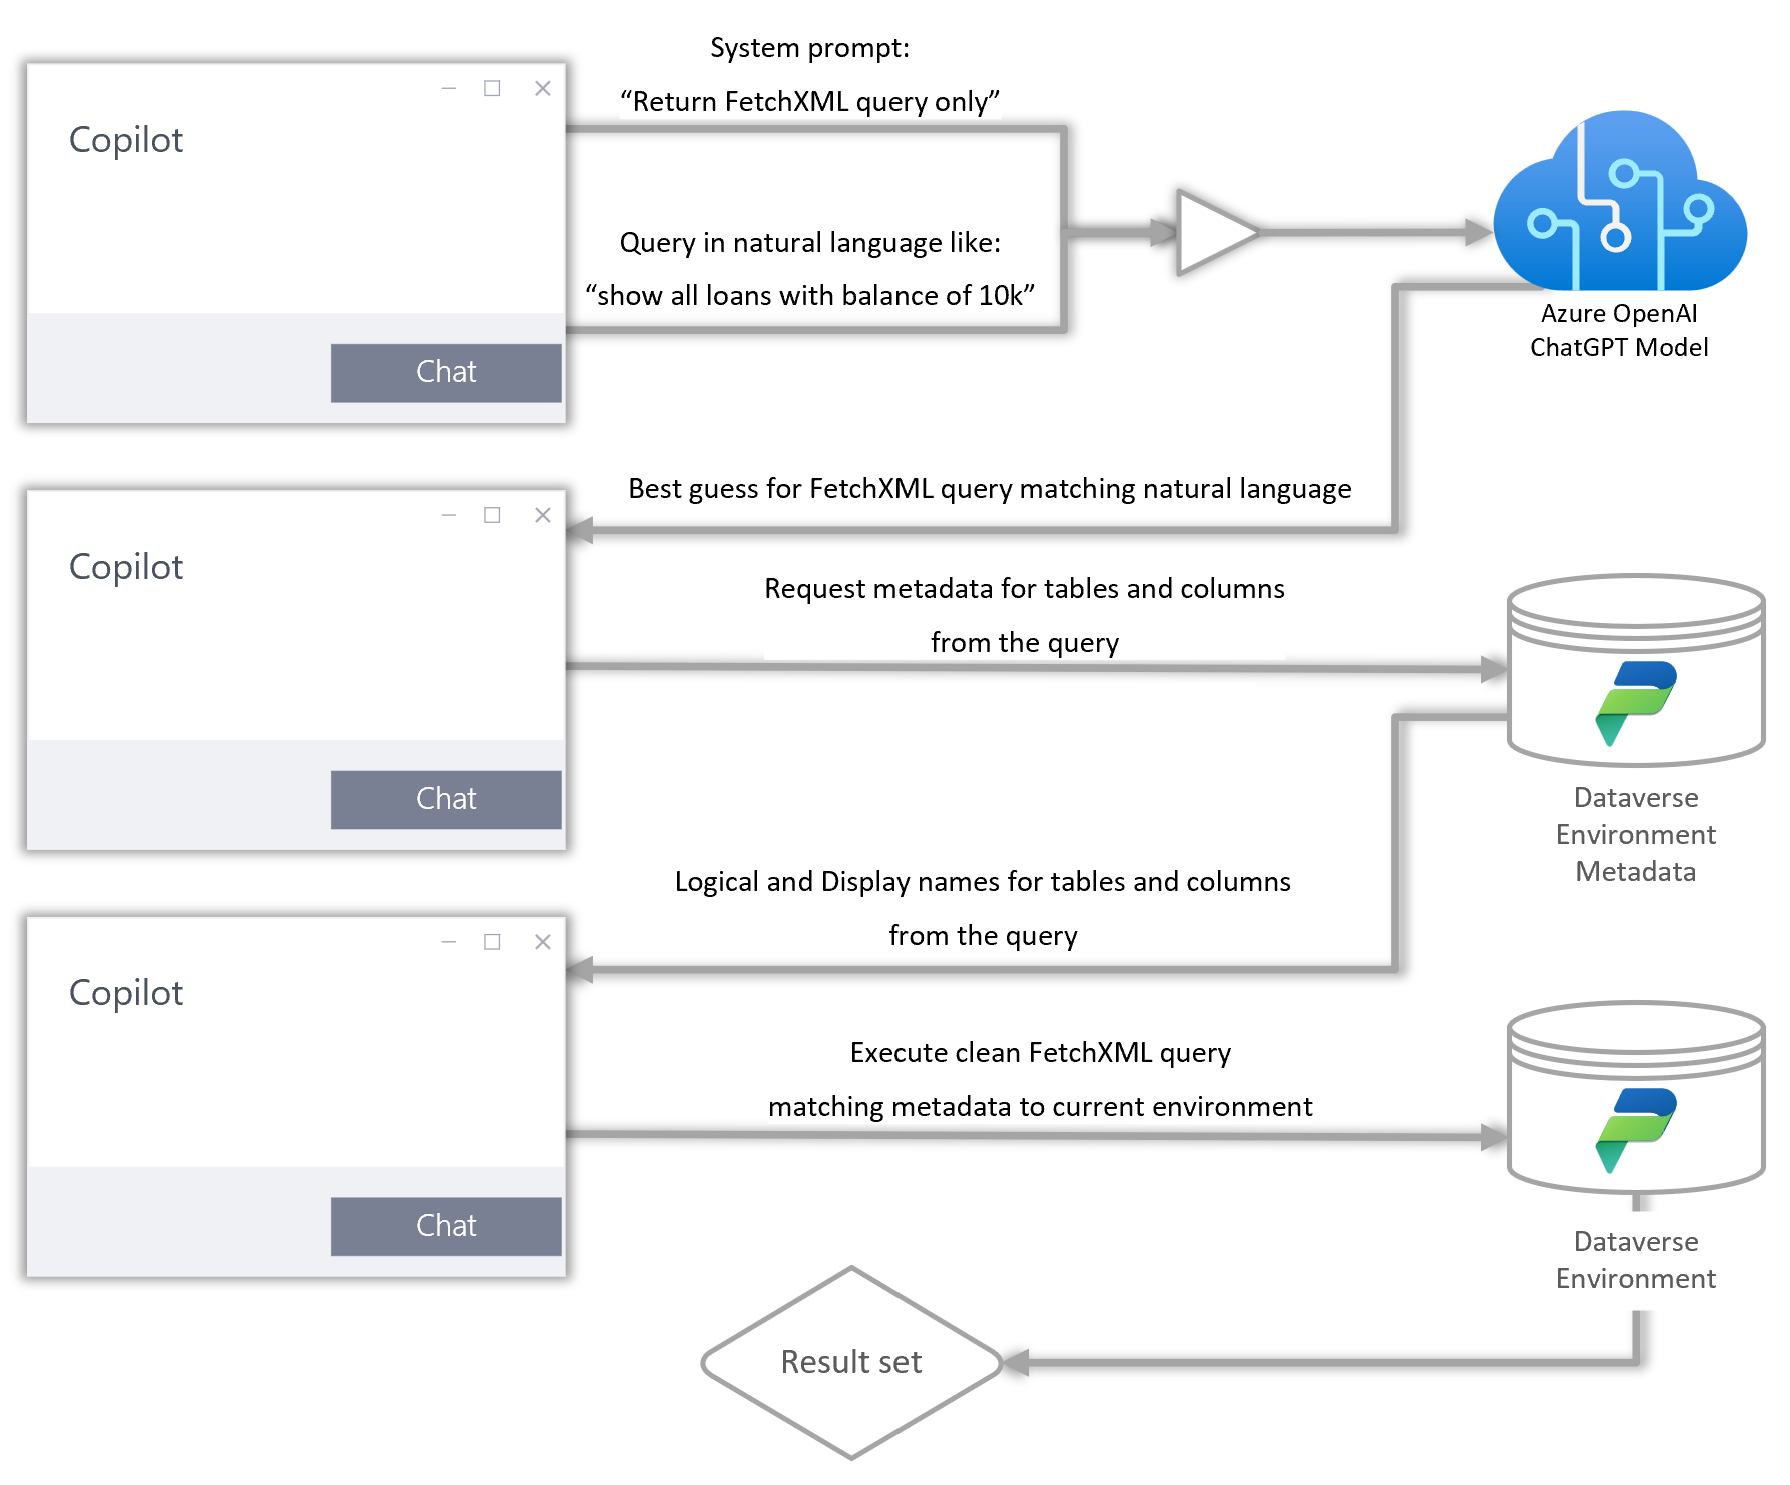 System prompt:
“Return FetchXML query only”
Copilot
Query in natural language like:
“show all loans with balance of 10k”
Chat
Azure OpenAI
ChatGPT Model
Best guess for FetchXML query matching natural language
Copilot
Request metadata for tables and columns
from the query
Chat
Dataverse
Environment
Metadata
Logical and Display names for tables and columns
from the query
Copilot
Execute clean FetchXML query
matching metadata to current environment
Chat
Dataverse
Environment
Result set